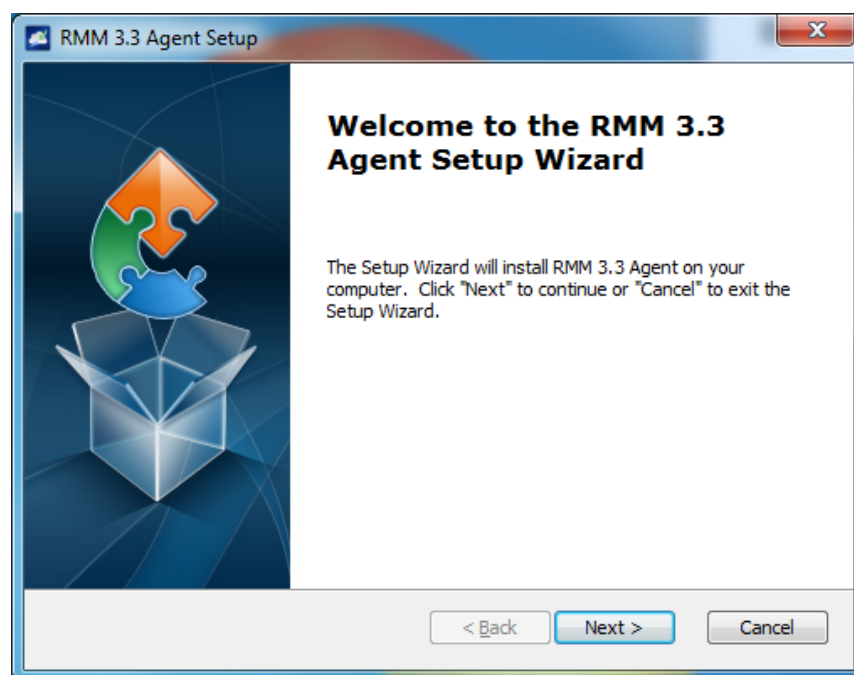 RMM 3.3 Agent Setup
Welcome to the RMM 3.3
Agent Setup Wizard
The Setup Wizard will install RMM 3.3 Agent on your
computer. Click "Next" to continue or "Cancel" to exit the
Setup Wizard.
< Back Next > Cancel